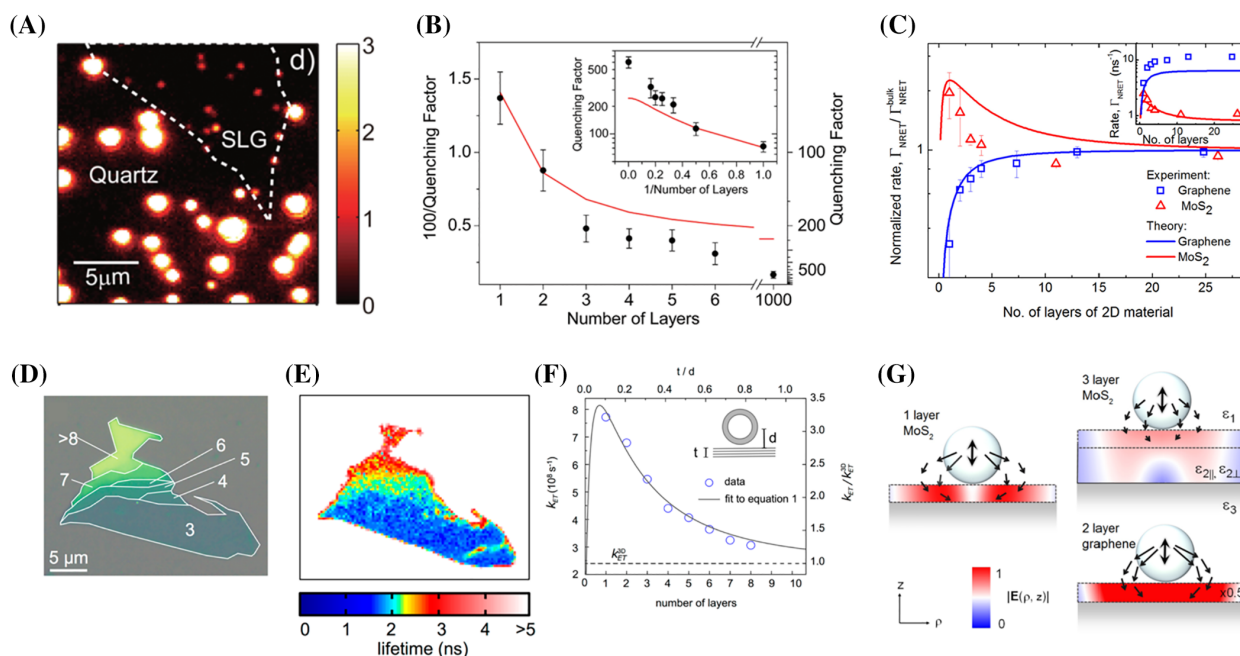 (A)
d)
SLG
Quartz
5μm
3
2
1
0
(B)
100/Quenching Factor
1.5
1.0
0.5
1 2 3 4 5 6 1000
Number of Layers
100
200
500
Quenching Factor
Quenching Factor
500
200
100
0.0 0.2 0.4 0.6 0.8 1.0
1/Number of Layers
(C)
Normalized rate, Γ_NRET / Γ_NRET^bulk
1
0 5 10 15 20 25
No. of layers of 2D material
Rate, Γ_NRET (ns⁻¹)
10
1
0 10 20
No. of layers
Experiment:
Graphene
MoS₂
Theory:
Graphene
MoS₂
(D)
>8
6
5
7
4
3
5 μm
(E)
0 1 2 3 4 >5
lifetime (ns)
(F)
t / d
0.0 0.2 0.4 0.6 0.8 1.0
k_ET (10⁸ s⁻¹)
8
7
6
5
4
3
2
3.5
3.0
2.5
2.0
1.5
1.0
k_ET/k_ET^3D
d
t
data
fit to equation 1
k_ET^3D
0 1 2 3 4 5 6 7 8 9 10
number of layers
(G)
1 layer
MoS₂
3 layer
MoS₂
ε₁
ε₂∥, ε₂⊥
ε₃
2 layer
graphene
x0.5
z
ρ
1
|E(ρ, z)|
0